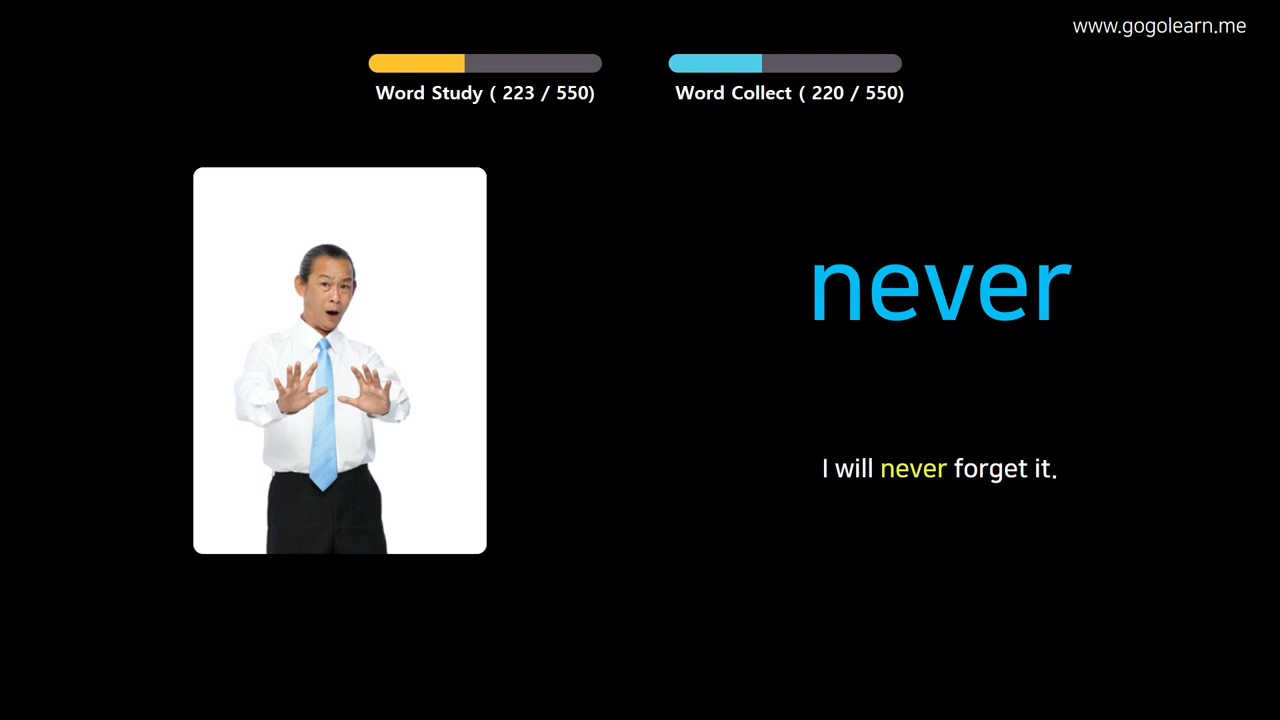 www.gogolearn.me
Word Study ( 223 / 550)
Word Collect ( 220 / 550)
never
I will never forget it.